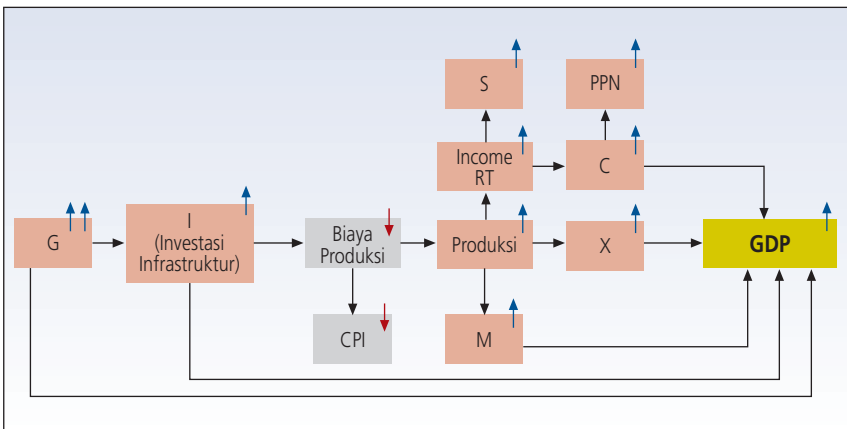 S
PPN
Income
RT
C
G
I
(Investasi
Infrastruktur)
Biaya
Produksi
Produksi
X
GDP
CPI
M